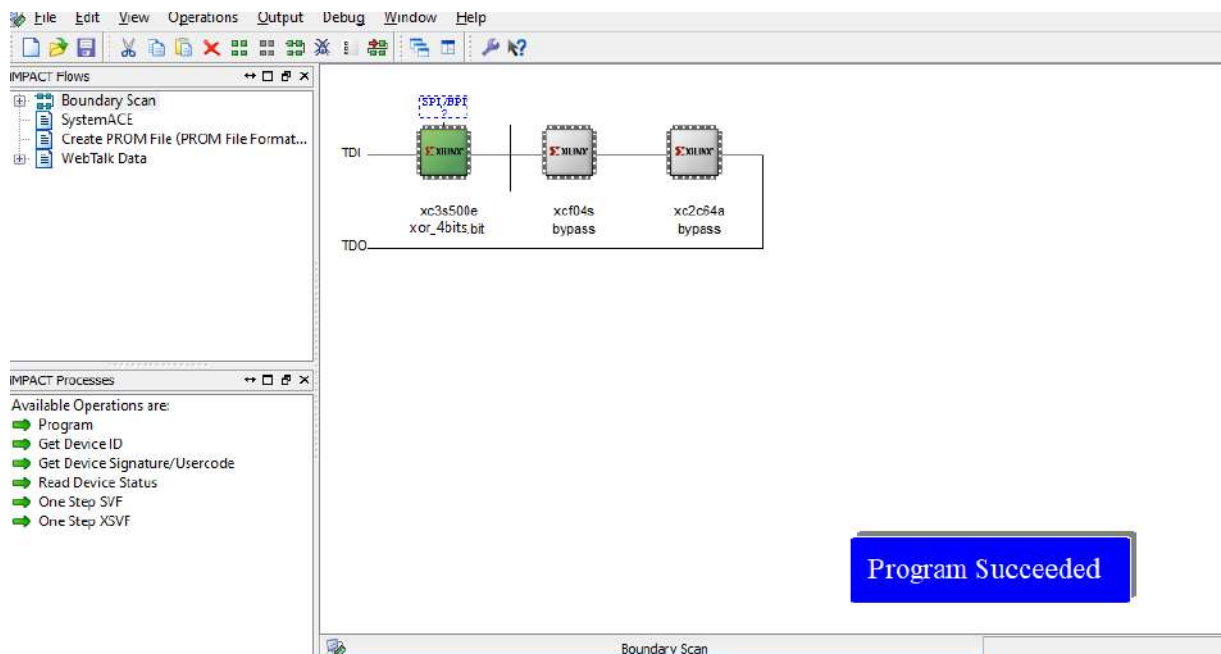 File Edit View Operations Output Debug Window Help
iMPACT Flows
Boundary Scan
SystemACE
Create PROM File (PROM File Format...
WebTalk Data
SPI/BPI
?
TDI
XILINX XILINX XILINX
xc3s500e xcf04s xc2c64a
xor_4bits.bit bypass bypass
TDO
iMPACT Processes
Available Operations are:
Program
Get Device ID
Get Device Signature/Usercode
Read Device Status
One Step SVF
One Step XSVF
Program Succeeded
Boundary Scan